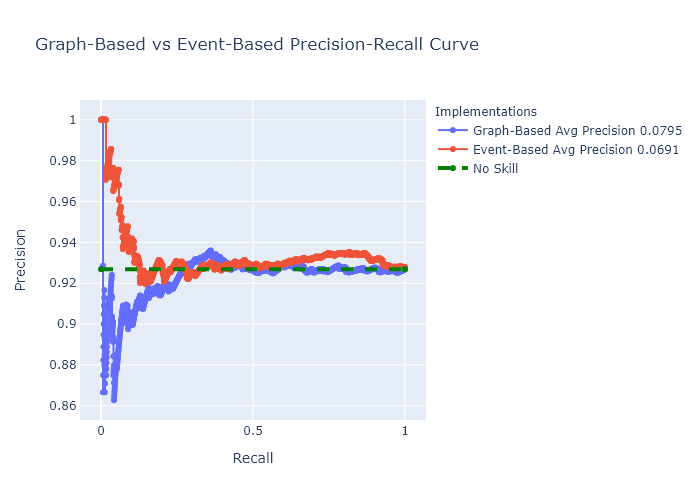 Graph-Based vs Event-Based Precision-Recall Curve
Implementations
Graph-Based Avg Precision 0.0795
Event-Based Avg Precision 0.0691
No Skill
Precision
1
0.98
0.96
0.94
0.92
0.9
0.88
0.86
0
0.5
1
Recall